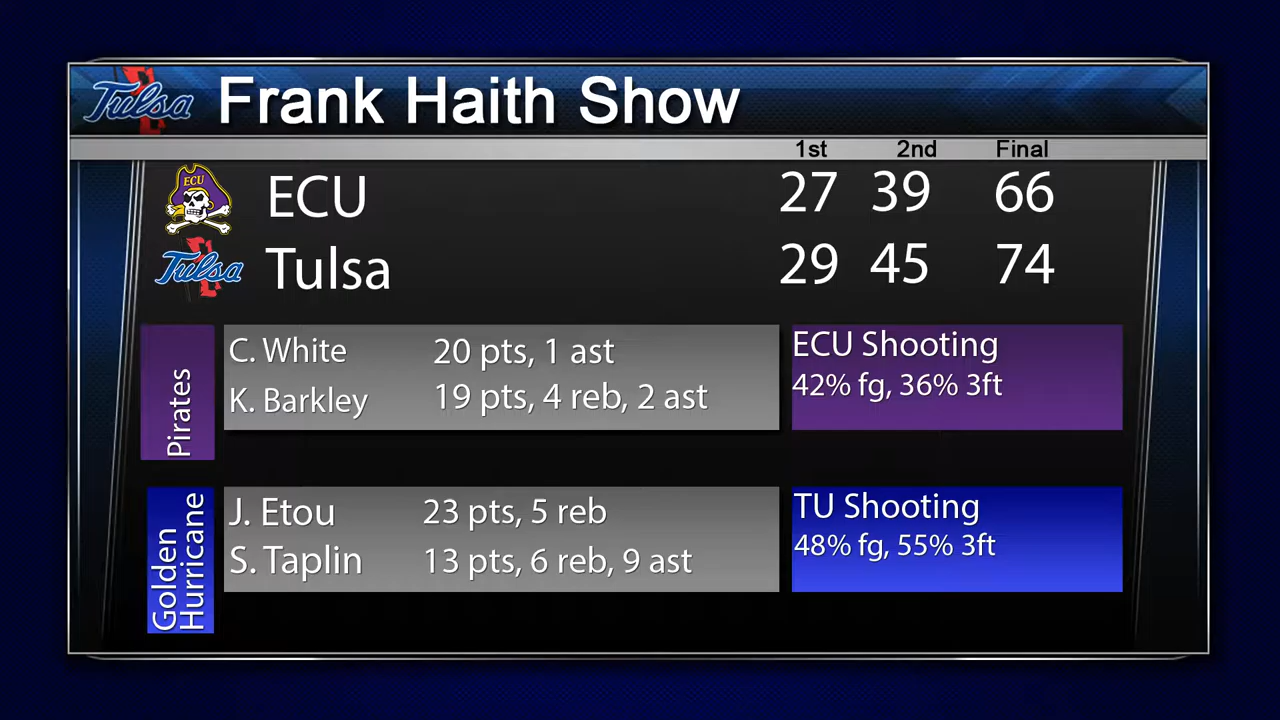 Tulsa Frank Haith Show
1st 2nd Final
ECU
ECU 27 39 66
Tulsa Tulsa 29 45 74
Pirates
C. White 20 pts, 1 ast
K. Barkley 19 pts, 4 reb, 2 ast
ECU Shooting
42% fg, 36% 3ft
Golden
Hurricane
J. Etou 23 pts, 5 reb
S. Taplin 13 pts, 6 reb, 9 ast
TU Shooting
48% fg, 55% 3ft